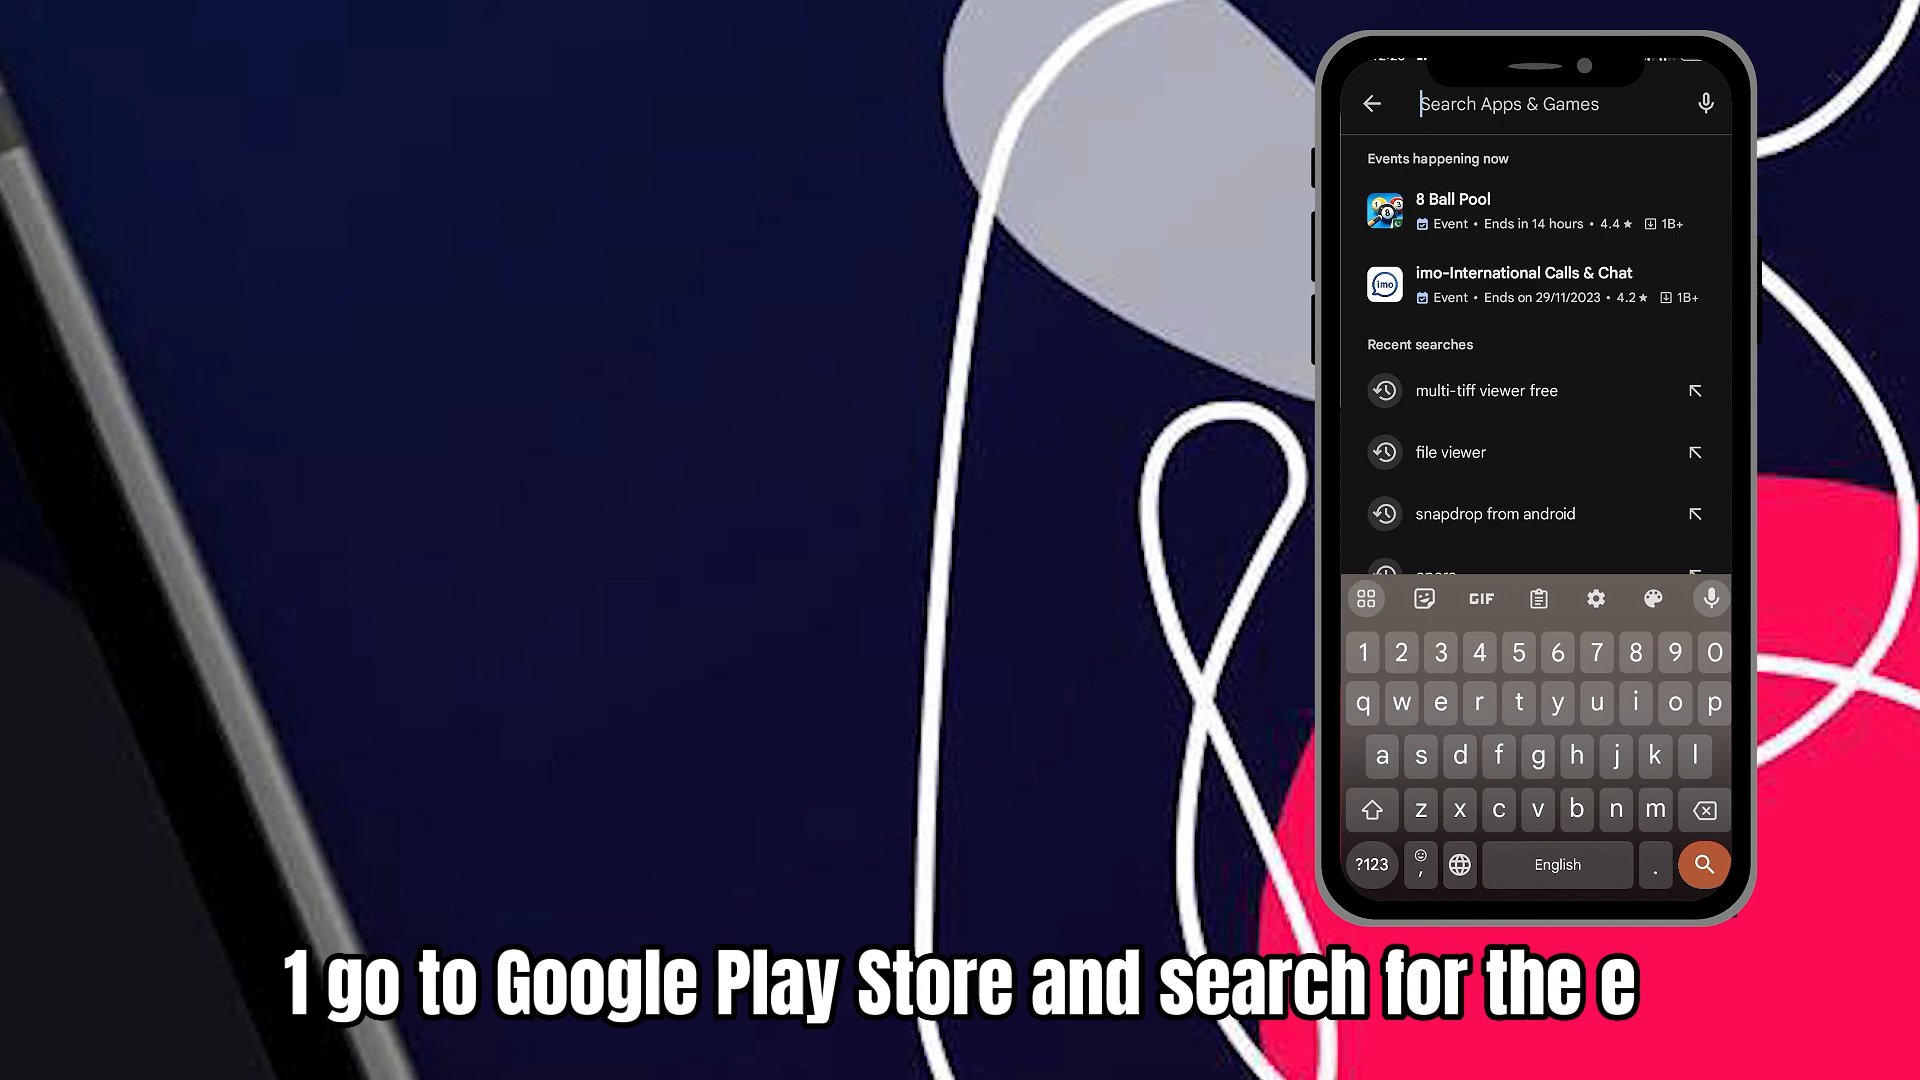 Search Apps & Games
Events happening now
8 Ball Pool
Event • Ends in 14 hours • 4.4 ★ 1B+
imo
imo-International Calls & Chat
Event • Ends on 29/11/2023 • 4.2 ★ 1B+
Recent searches
multi-tiff viewer free
file viewer
snapdrop from android
GIF
1 2 3 4 5 6 7 8 9 0
q w e r t y u i o p
a s d f g h j k l
z x c v b n m
?123 , English .
1 go to Google Play Store and search for the e